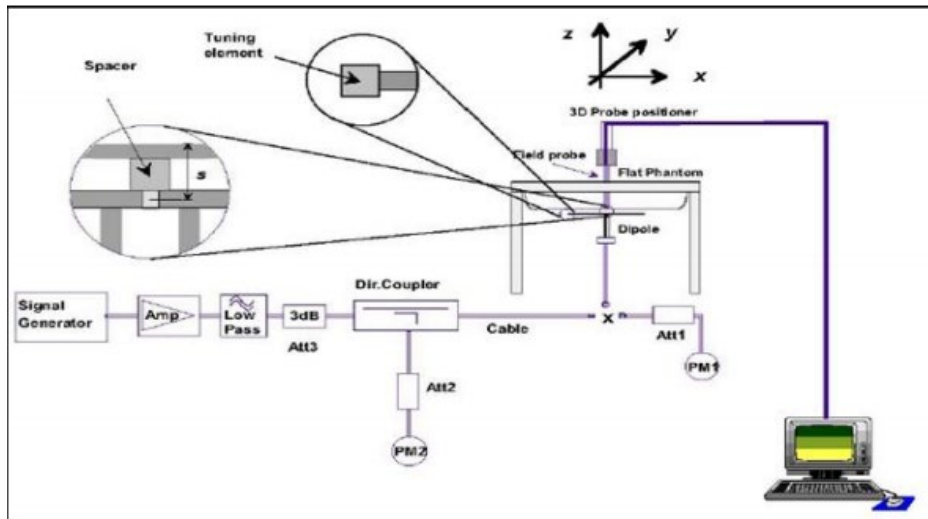 Tuning
element
Spacer
z
y
x
3D Probe positioner
Field probe
Flat Phantom
s
Dipole
Signal
Generator
Amp
Low
Pass
3dB
Att3
Dir.Coupler
Cable
X
Att1
PM1
Att2
PM2